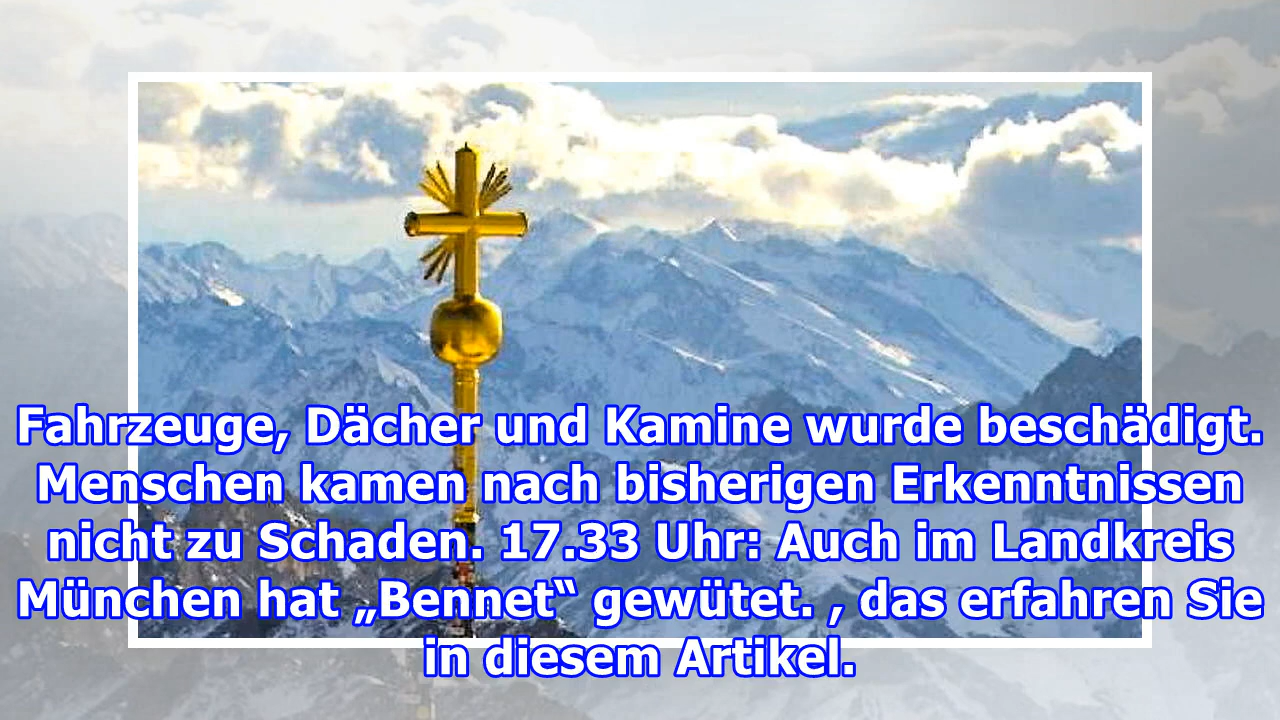 Fahrzeuge, Dächer und Kamine wurde beschädigt.
Menschen kamen nach bisherigen Erkenntnissen
nicht zu Schaden. 17.33 Uhr: Auch im Landkreis
München hat „Bennet“ gewütet. , das erfahren Sie
in diesem Artikel.